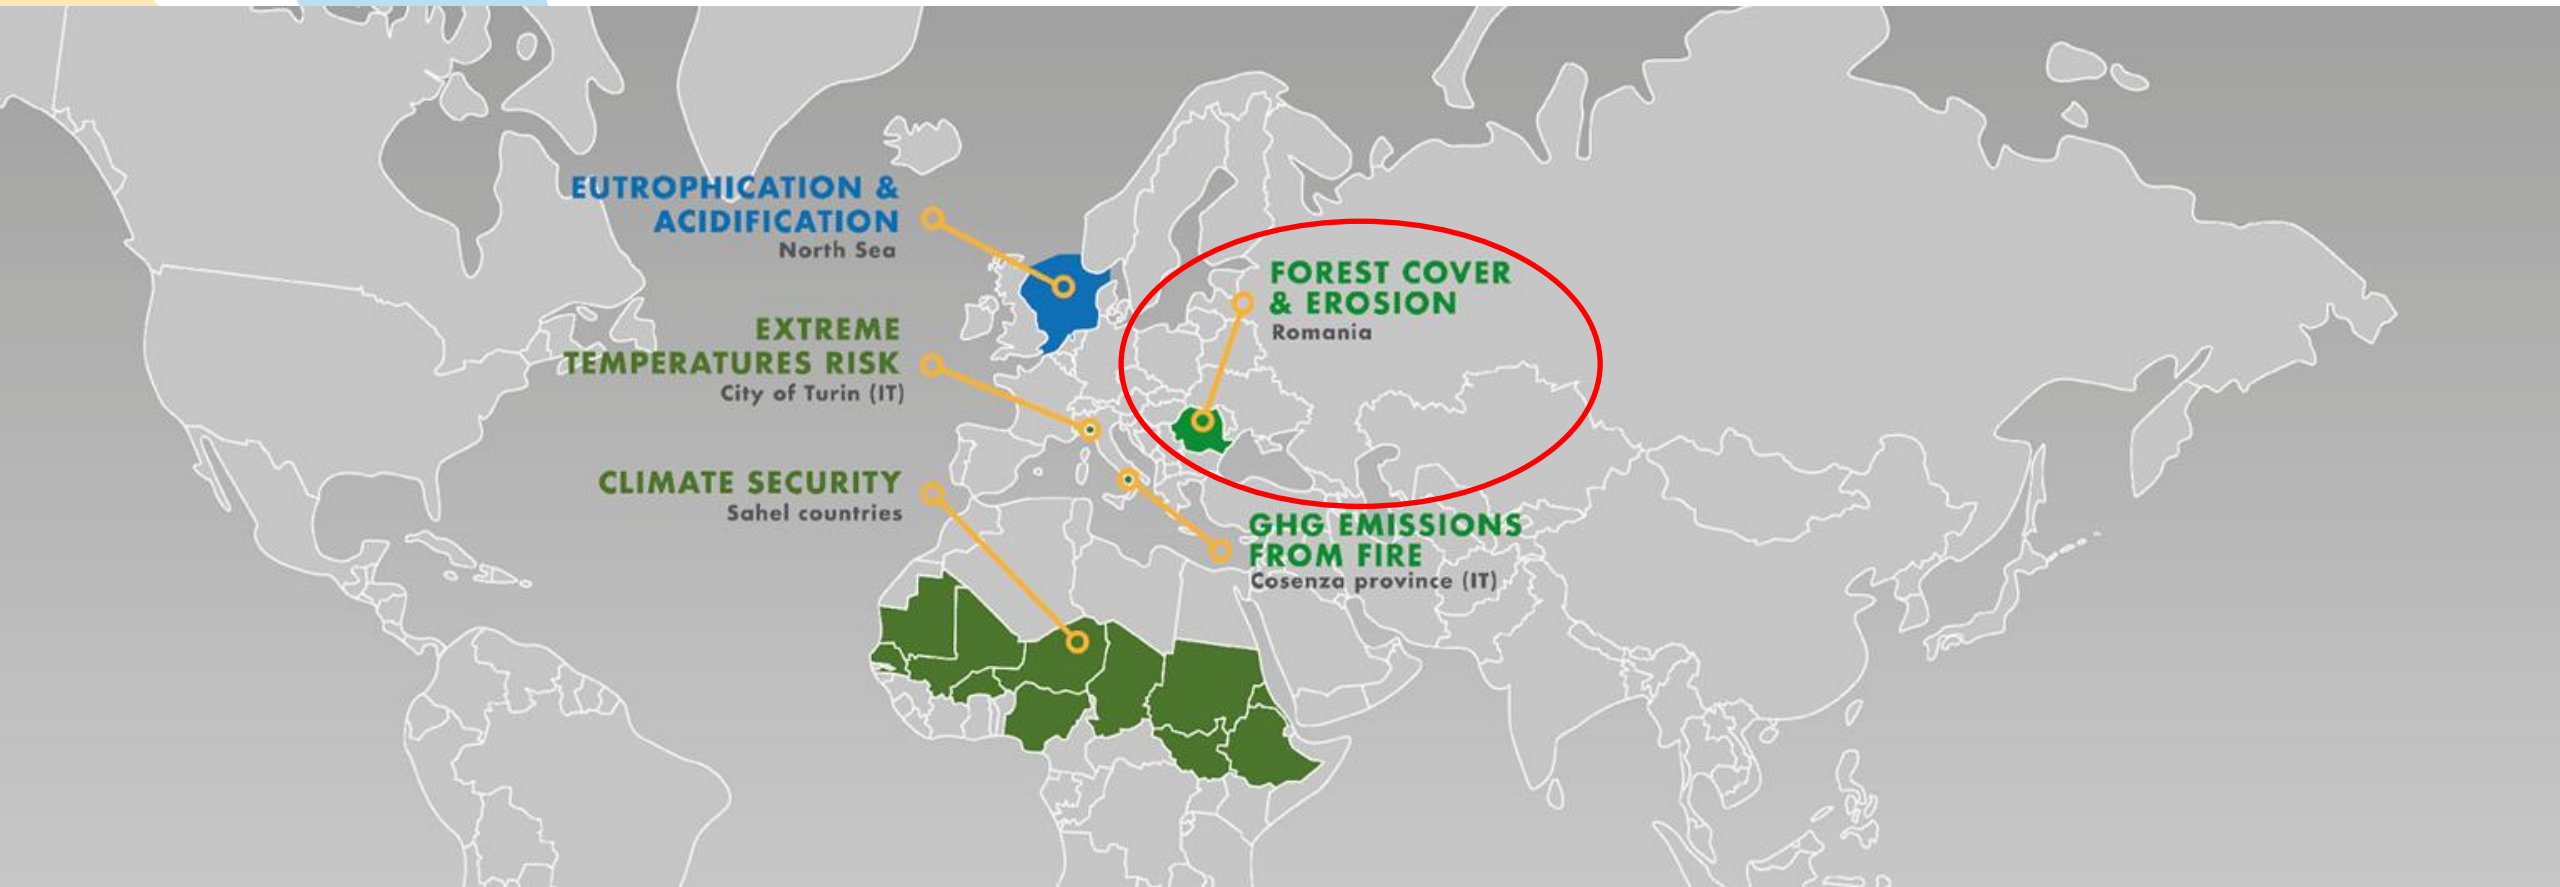 EUTROPHICATION &
ACIDIFICATION
North Sea
EXTREME
TEMPERATURES RISK
City of Turin (IT)
CLIMATE SECURITY
Sahel countries
FOREST COVER
& EROSION
Romania
GHG EMISSIONS
FROM FIRE
Cosenza province (IT)